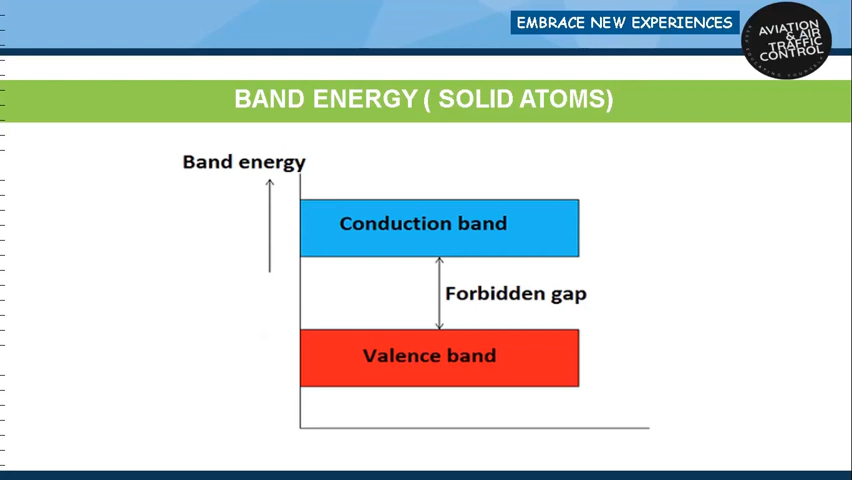 EMBRACE NEW EXPERIENCES
AVIATION
& AIR
TRAFFIC
CONTROL
BAND ENERGY ( SOLID ATOMS)
Band energy
Conduction band
Forbidden gap
Valence band